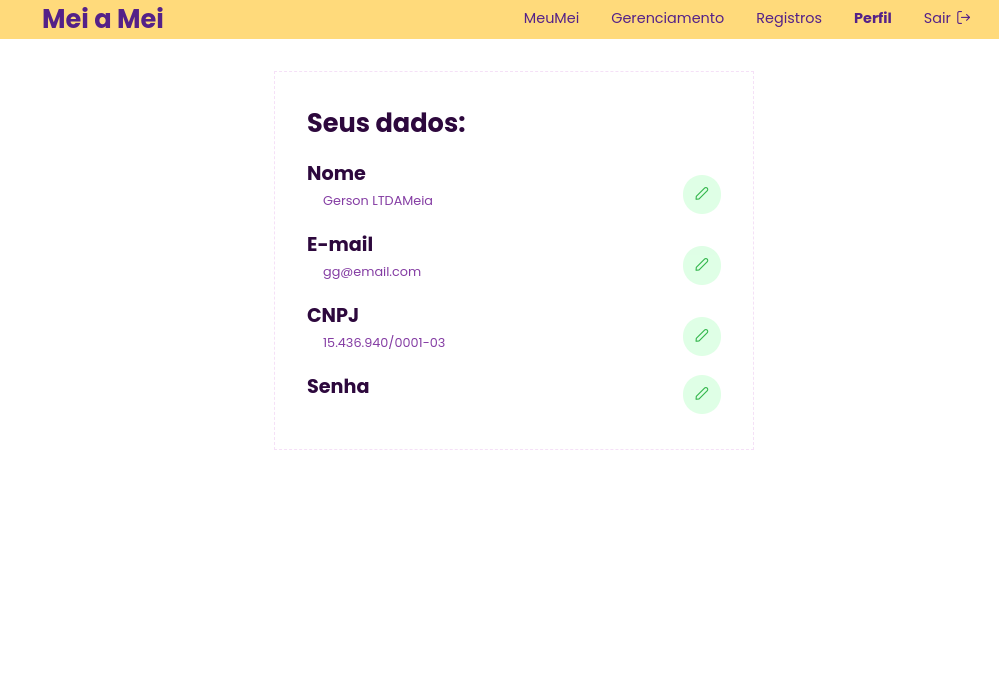 Mei a Mei
MeuMei Gerenciamento Registros Perfil Sair
Seus dados:
Nome
Gerson LTDAMeia
E-mail
gg@email.com
CNPJ
15.436.940/0001-03
Senha